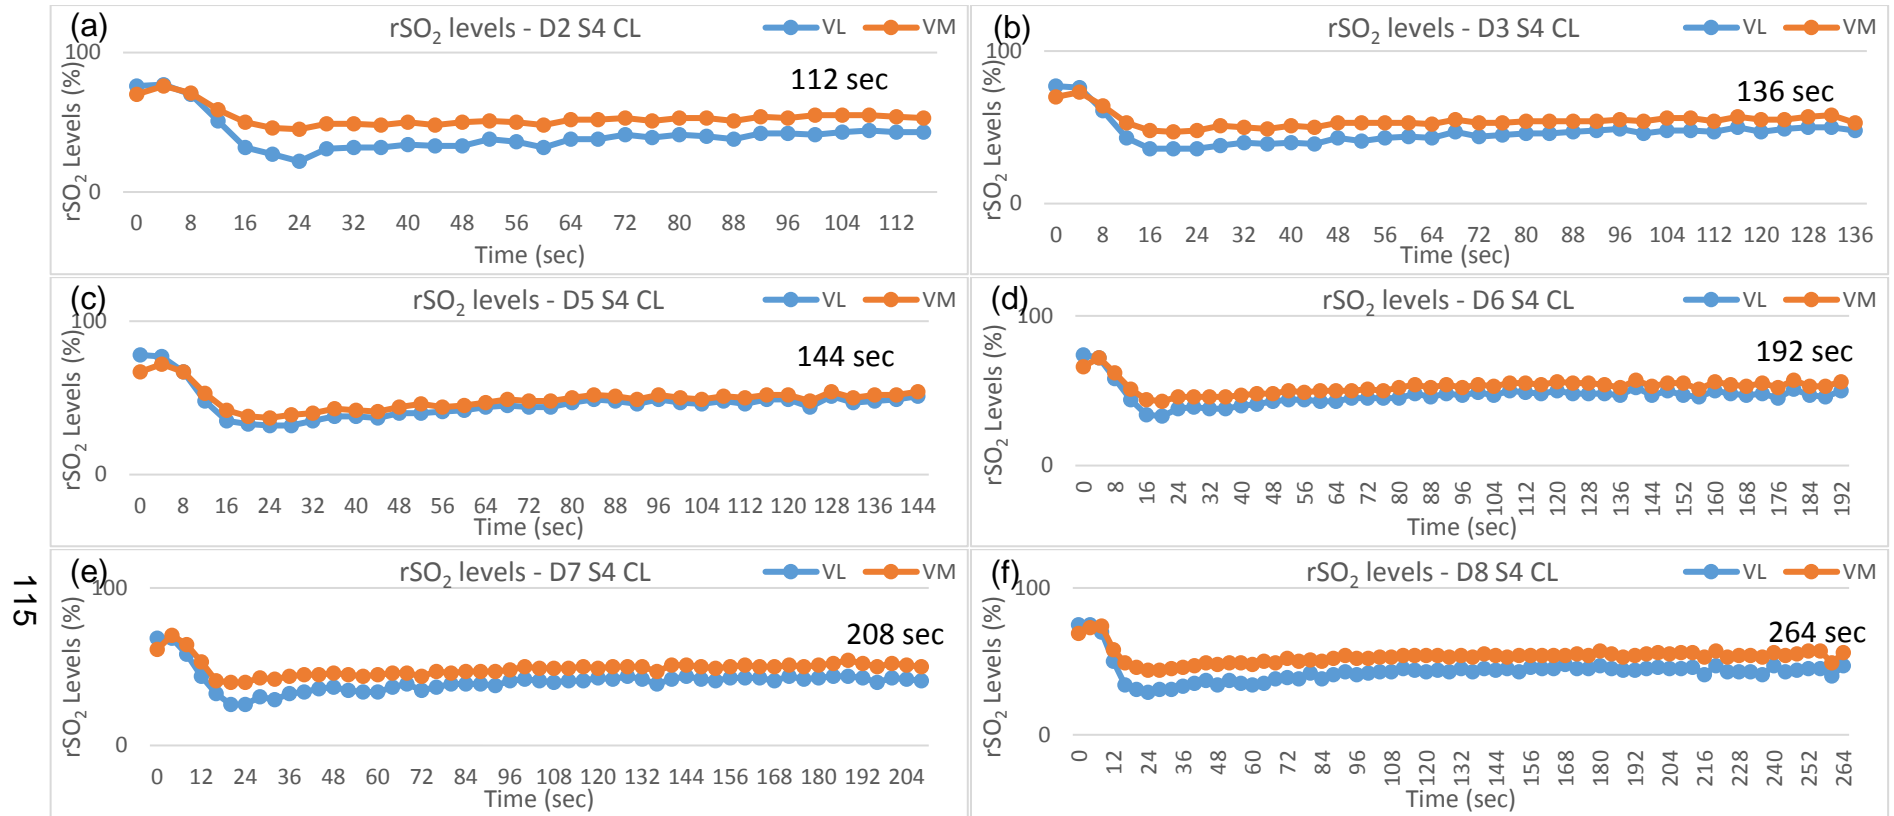 (a)
rSO₂ levels - D2 S4 CL
VL VM
100
112 sec
rSO₂ Levels (%)
0
0 8 16 24 32 40 48 56 64 72 80 88 96 104 112
Time (sec)
(b)
rSO₂ levels - D3 S4 CL
VL VM
100
136 sec
rSO₂ Levels (%)
0
0 8 16 24 32 40 48 56 64 72 80 88 96 104 112 120 128 136
Time (sec)
(c)
rSO₂ levels - D5 S4 CL
VL VM
100
144 sec
rSO₂ Levels (%)
0
0 8 16 24 32 40 48 56 64 72 80 88 96 104 112 120 128 136 144
Time (sec)
(d)
rSO₂ levels - D6 S4 CL
VL VM
100
192 sec
rSO₂ Levels (%)
0
0 8 16 24 32 40 48 56 64 72 80 88 96 104 112 120 128 136 144 152 160 168 176 184 192
Time (sec)
(e)
rSO₂ levels - D7 S4 CL
VL VM
100
208 sec
rSO₂ Levels (%)
0
0 12 24 36 48 60 72 84 96 108 120 132 144 156 168 180 192 204
Time (sec)
(f)
rSO₂ levels - D8 S4 CL
VL VM
100
264 sec
rSO₂ Levels (%)
0
0 12 24 36 48 60 72 84 96 108 120 132 144 156 168 180 192 204 216 228 240 252 264
Time (sec)
115